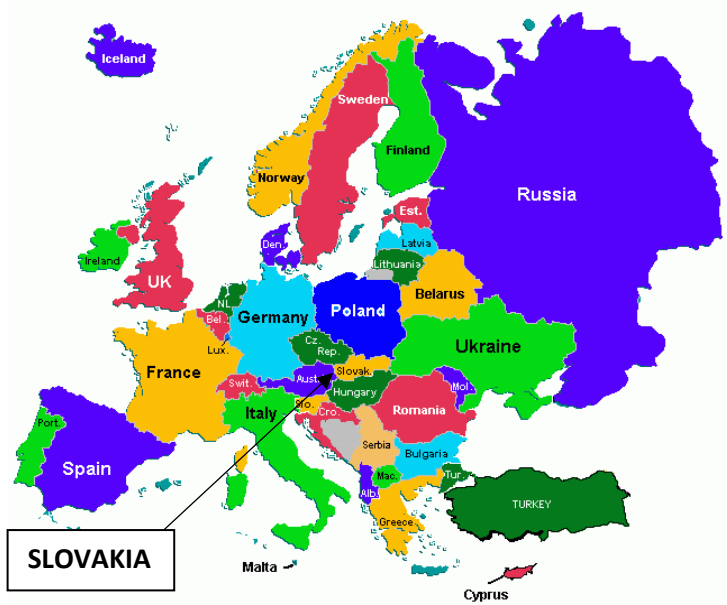 Iceland
Sweden
Finland
Norway
Russia
Est.
Latvia
Den.
Lithuania
Ireland
UK
NL
Belarus
Poland
Germany
Bel.
Cz.
Rep.
Ukraine
Lux.
France
Slovak.
Aust.
Mol.
Swit.
Hungary
Slo.
Romania
Italy
Cro.
Port.
Serbia
Bulgaria
Spain
Mac.
Tur.
Alb.
TURKEY
Greece
SLOVAKIA
Malta
Cyprus